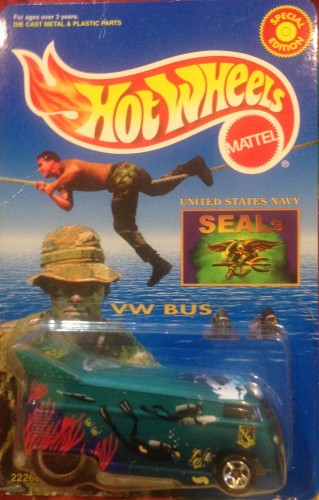 For ages over 3 years.
DIE CAST METAL & PLASTIC PARTS
SPECIAL
EDITION
HOT WHEELS
MATTEL
®
UNITED STATES NAVY
SEALs
VW BUS